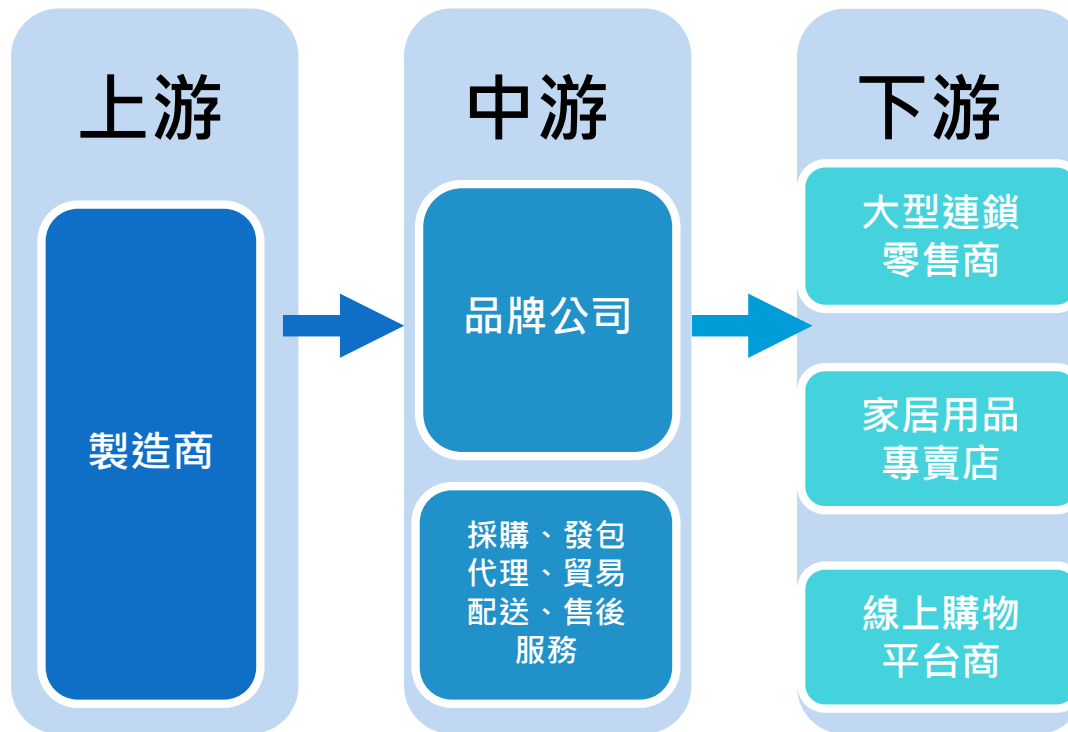 上游
製造商
中游
品牌公司
採購、發包
代理、貿易
配送、售後
服務
下游
大型連鎖
零售商
家居用品
專賣店
線上購物
平台商